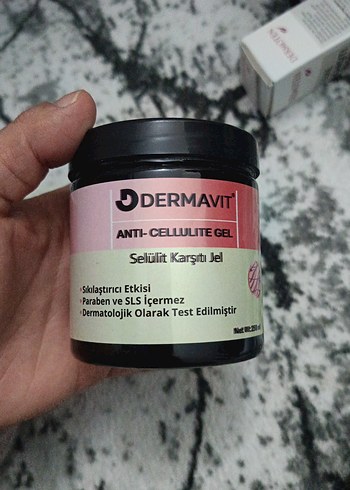 DERMAVIT
ANTI- CELLULITE GEL
Selülit Karşıtı Jel
Sıkılaştırıcı Etkisi
Paraben ve SLS İçermez
Dermatolojik Olarak Test Edilmiştir